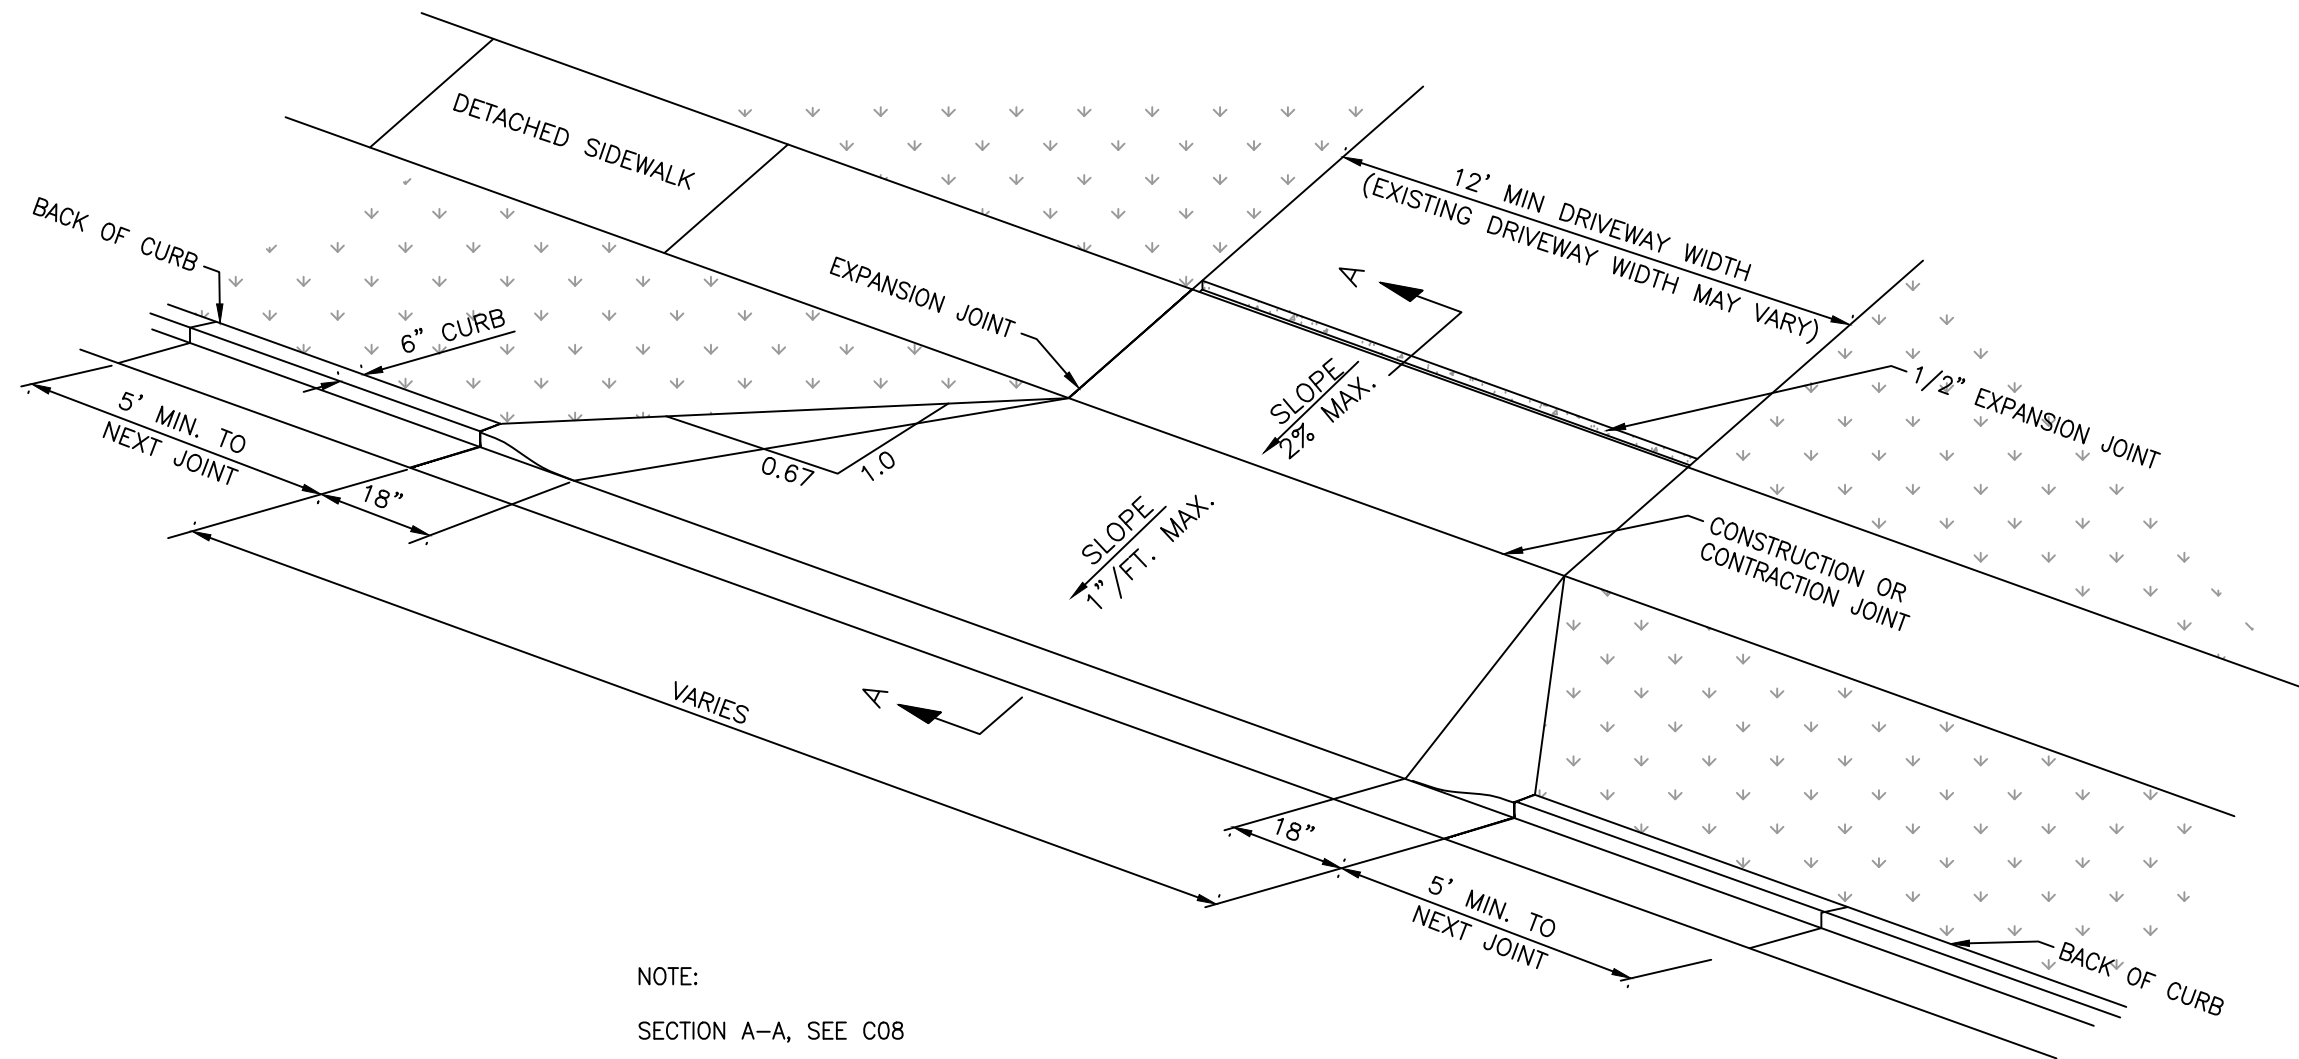 DETACHED SIDEWALK
12' MIN DRIVEWAY WIDTH
(EXISTING DRIVEWAY WIDTH MAY VARY)
BACK OF CURB
EXPANSION JOINT
A
6" CURB
1/2" EXPANSION JOINT
SLOPE
2% MAX.
5' MIN. TO
NEXT JOINT
18"
0.67
1.0
SLOPE
1"/FT. MAX.
CONSTRUCTION OR
CONTRACTION JOINT
VARIES
A
18"
5' MIN. TO
NEXT JOINT
BACK OF CURB
NOTE:
SECTION A-A, SEE C08